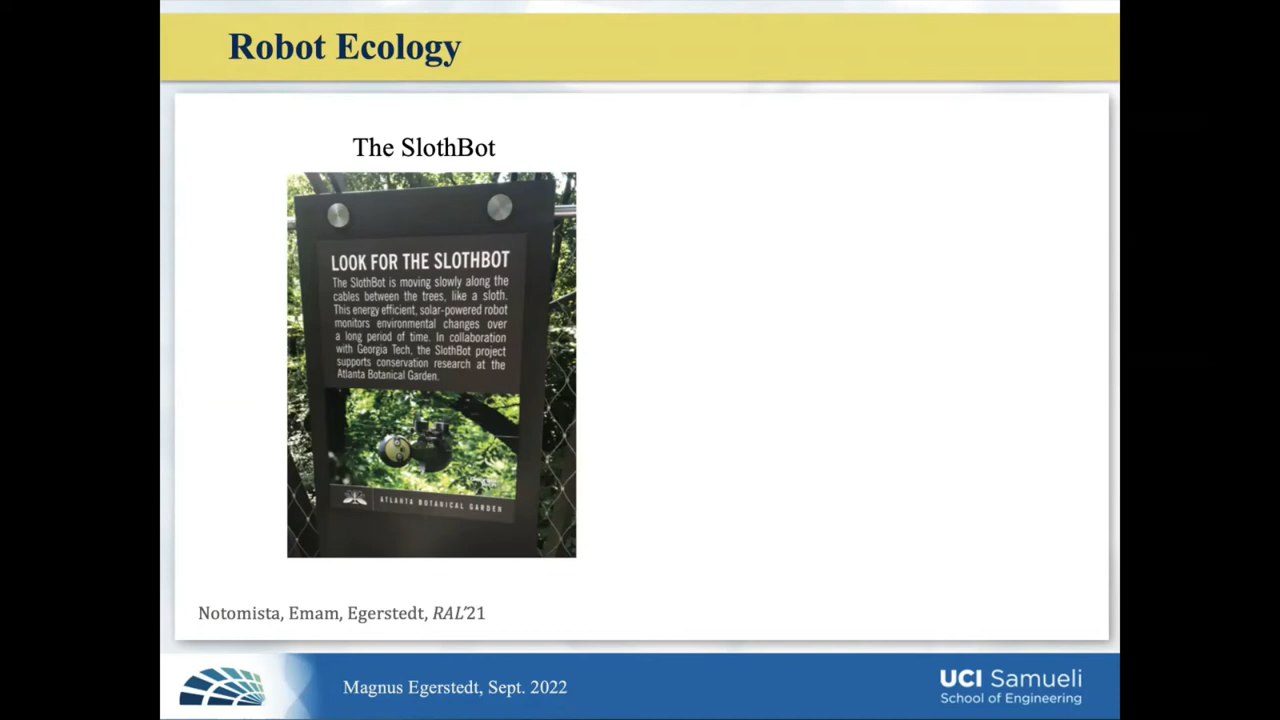 Robot Ecology
The SlothBot
LOOK FOR THE SLOTHBOT
The SlothBot is moving slowly along the
cables between the trees, like a sloth.
This energy efficient, solar-powered robot
monitors environmental changes over
a long period of time. In collaboration
with Georgia Tech, the SlothBot project
supports conservation research at the
Atlanta Botanical Garden.
ATLANTA BOTANICAL GARDEN
Notomista, Emam, Egerstedt, RAL'21
Magnus Egerstedt, Sept. 2022
UCI Samueli
School of Engineering